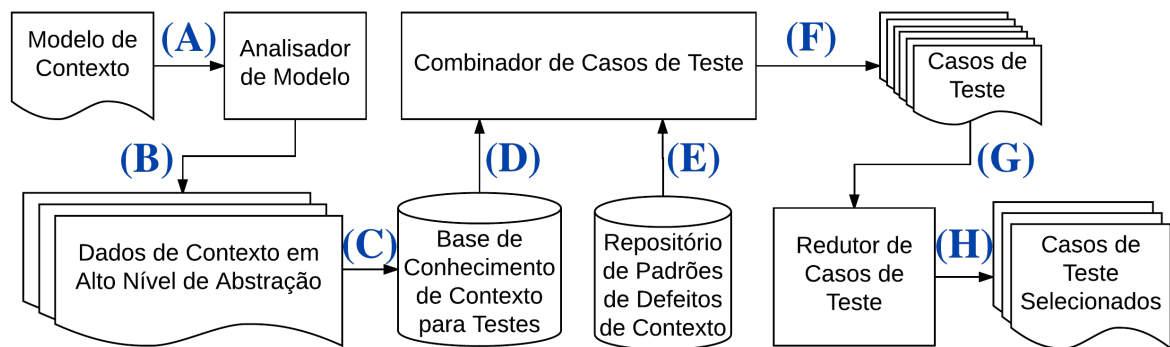 Modelo de
Contexto
(A)
Analisador
de Modelo
Combinador de Casos de Teste
(F)
Casos de
Teste
(B)
(D)
(E)
(G)
Dados de Contexto em
Alto Nível de Abstração
(C)
Base de
Conhecimento
de Contexto
para Testes
Repositório
de Padrões
de Defeitos
de Contexto
Redutor de
Casos de
Teste
(H)
Casos de
Teste
Selecionados